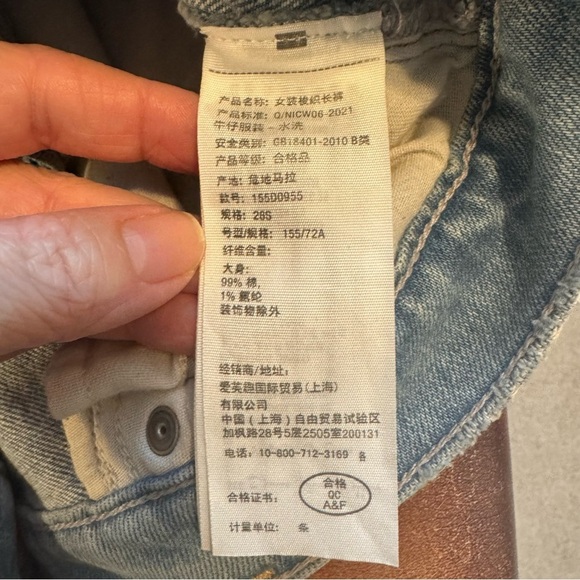 产品名称: 女装梭织长裤
产品标准: Q/NICW06-2021
牛仔服装 - 水洗
安全类别: GB18401-2010 B类
产品等级: 合格品
产地: 危地马拉
款号: 155D0955
规格: 26S
号型/规格: 155/72A
纤维含量:
大身:
99% 棉,
1% 氨纶
装饰物除外
经销商/地址:
爱芙趣国际贸易(上海)
有限公司
中国(上海)自由贸易试验区
加枫路28号5层2505室200131
电话: 10-800-712-3169
合格证书:
合格
QC
A&F
计量单位: 条